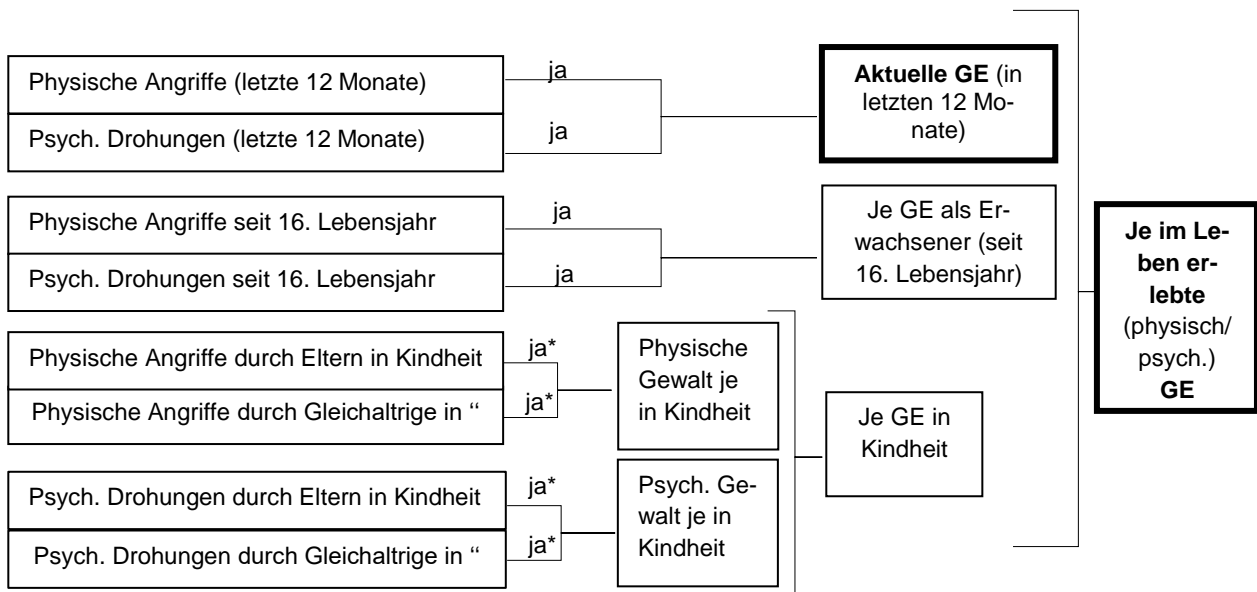 Physische Angriffe (letzte 12 Monate)
ja
Psych. Drohungen (letzte 12 Monate)
ja
Aktuelle GE (in
letzten 12 Mo-
nate)
Physische Angriffe seit 16. Lebensjahr
ja
Psych. Drohungen seit 16. Lebensjahr
ja
Je GE als Er-
wachsener (seit
16. Lebensjahr)
Physische Angriffe durch Eltern in Kindheit
ja*
Physische Angriffe durch Gleichaltrige in “
ja*
Physische
Gewalt je
in Kindheit
Psych. Drohungen durch Eltern in Kindheit
ja*
Psych. Drohungen durch Gleichaltrige in “
ja*
Psych. Ge-
walt je in
Kindheit
Je GE in
Kindheit
Je im Le-
ben er-
lebte
(physisch/
psych.)
GE